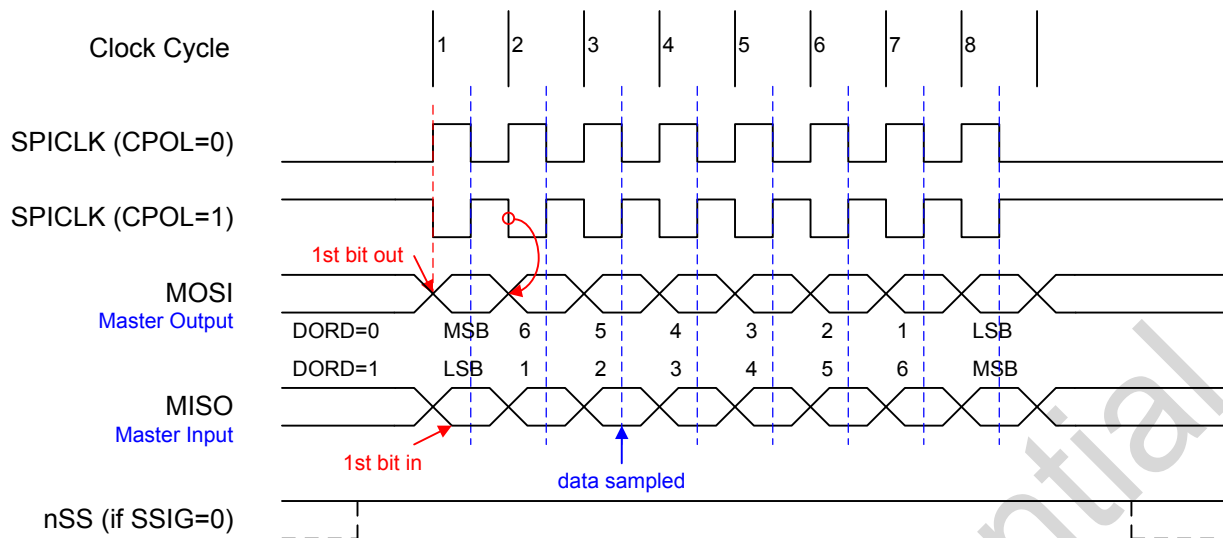 Clock Cycle 1 2 3 4 5 6 7 8
SPICLK (CPOL=0)
SPICLK (CPOL=1)
1st bit out
MOSI
Master Output
DORD=0 MSB 6 5 4 3 2 1 LSB
DORD=1 LSB 1 2 3 4 5 6 MSB
MISO
Master Input
1st bit in
data sampled
nSS (if SSIG=0)
ntial